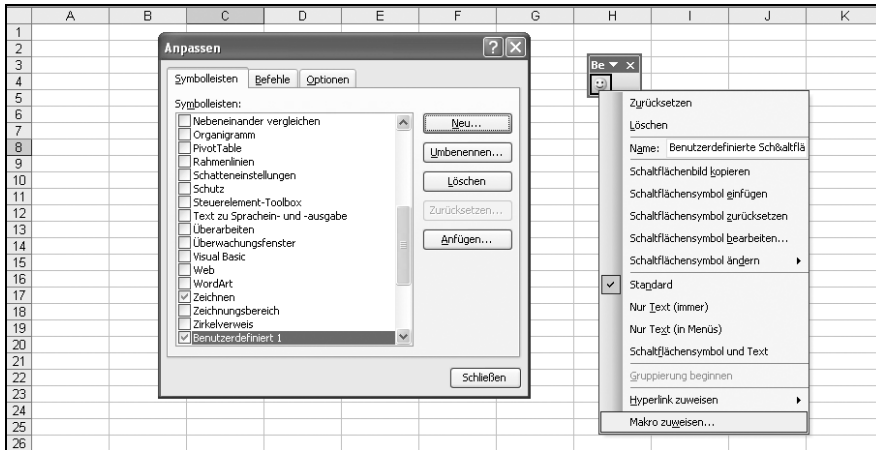 A B C D E F G H I J K
1
2
3
4
5
6
7
8
9
10
11
12
13
14
15
16
17
18
19
20
21
22
23
24
25
26
Anpassen
Symbolleisten Befehle Optionen
Symbolleisten:
Nebeneinander vergleichen
Organigramm
PivotTable
Rahmenlinien
Schatteneinstellungen
Schutz
Steuerelement-Toolbox
Text zu Sprachein- und -ausgabe
Überarbeiten
Überwachungsfenster
Visual Basic
Web
WordArt
Zeichnen
Zeichnungsbereich
Zirkelverweis
Benutzerdefiniert 1
Neu...
Umbenennen...
Löschen
Zurücksetzen...
Anfügen...
Schließen
Be
Zurücksetzen
Löschen
Name: Benutzerdefinierte Sch&altflä
Schaltflächenbild kopieren
Schaltflächensymbol einfügen
Schaltflächensymbol zurücksetzen
Schaltflächensymbol bearbeiten...
Schaltflächensymbol ändern
Standard
Nur Text (immer)
Nur Text (in Menüs)
Schaltflächensymbol und Text
Gruppierung beginnen
Hyperlink zuweisen
Makro zuweisen...